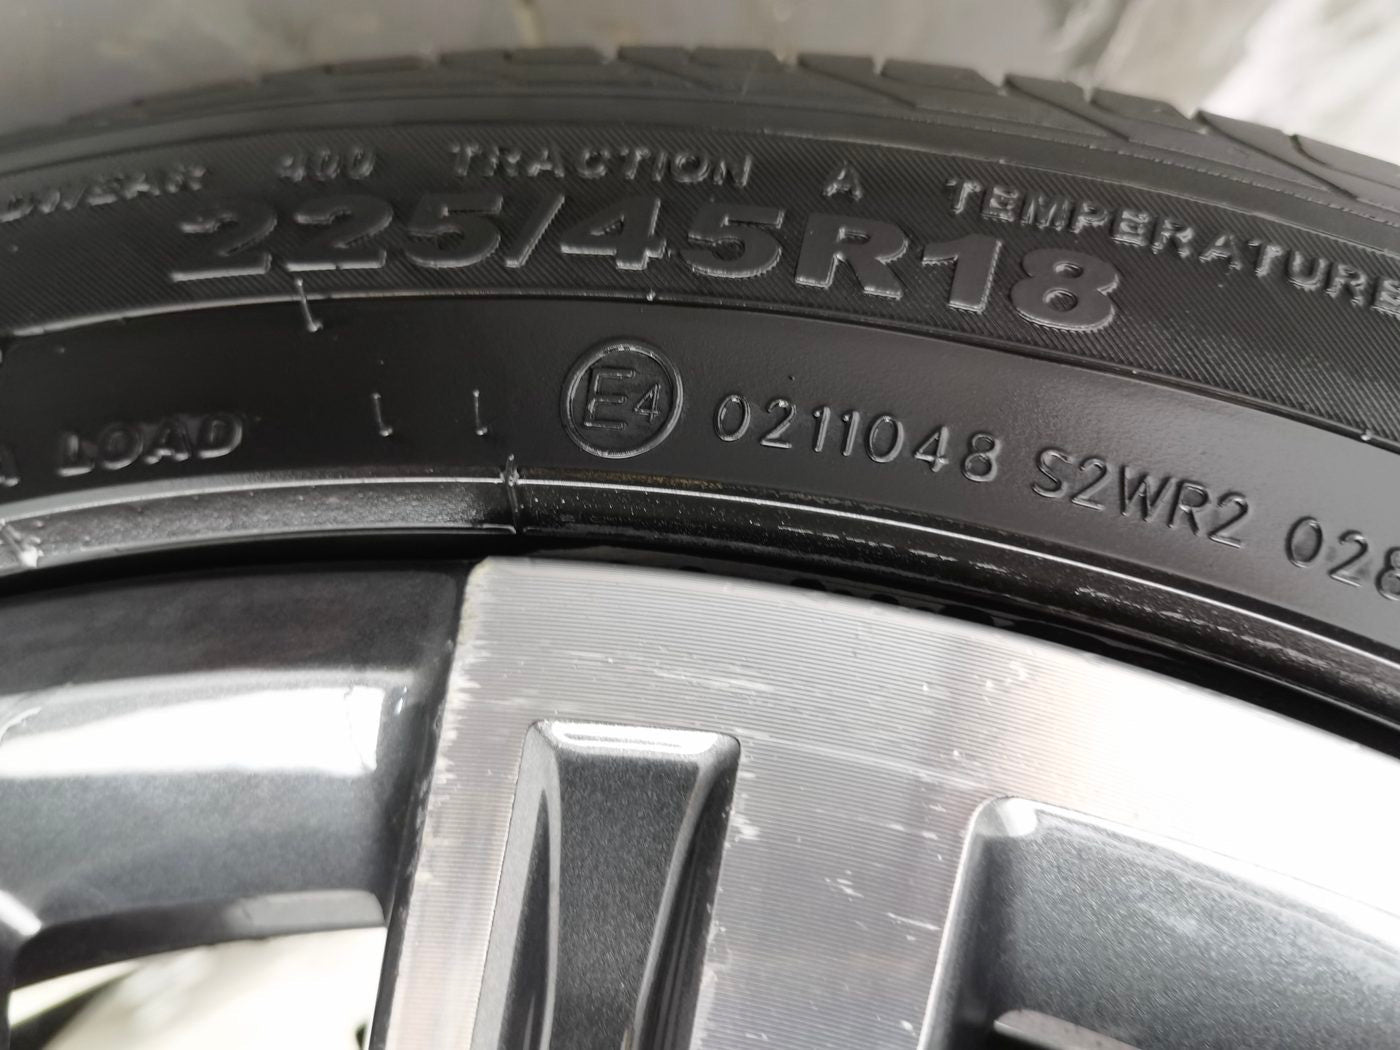 400 TRACTION A TEMPERATURE
225/45R18
LOAD
E4 0211048 S2WR2 028